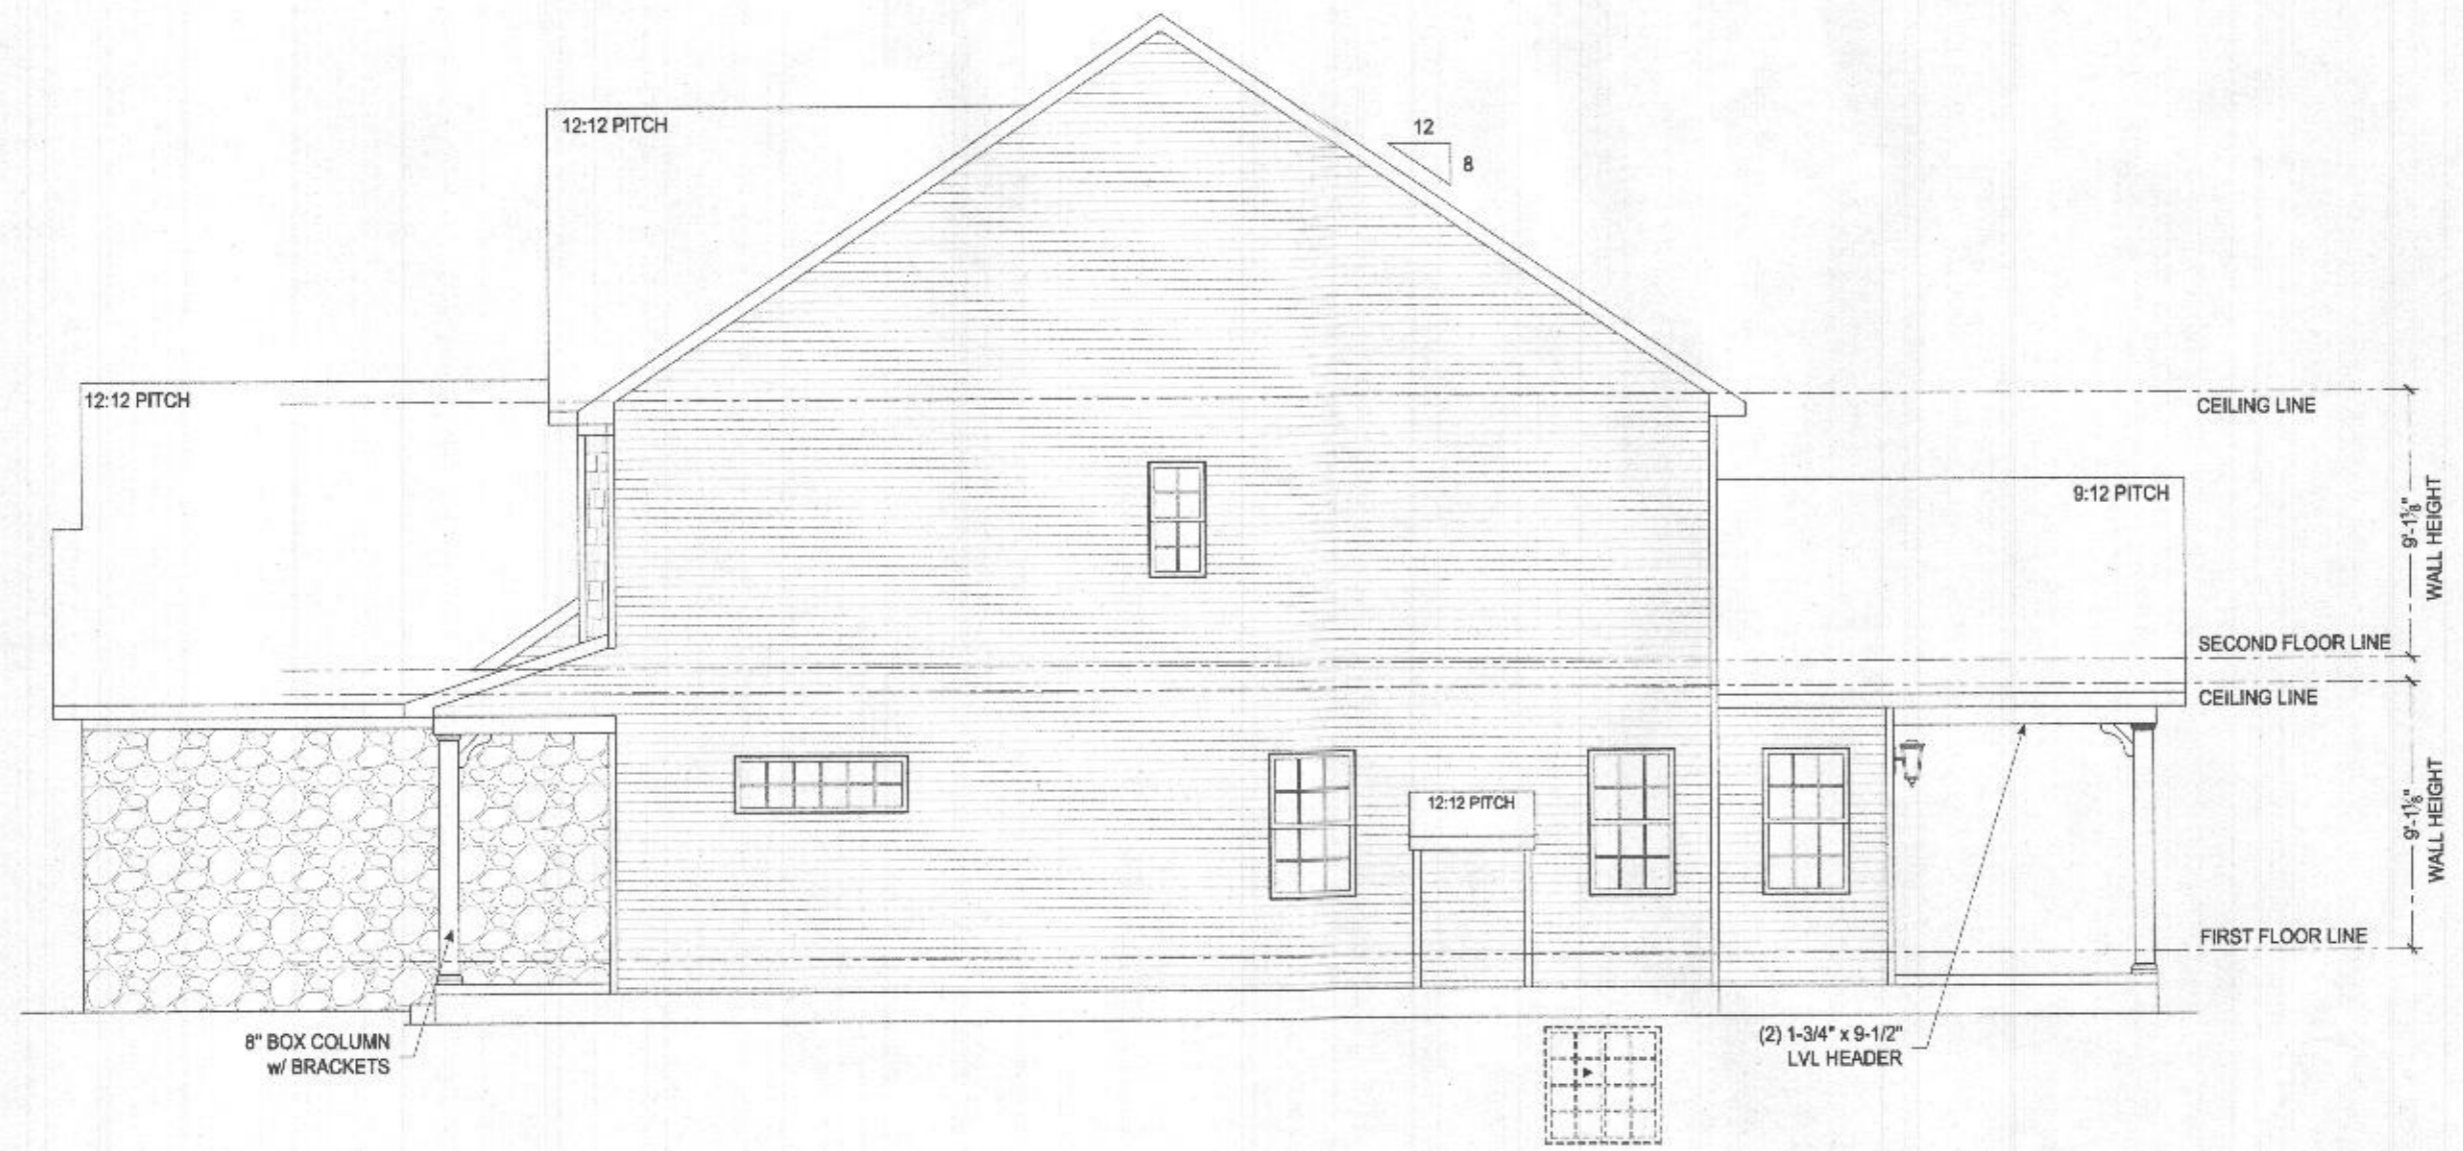 12:12 PITCH
12
8
12:12 PITCH
CEILING LINE
9:12 PITCH
9'-1⅛"
WALL HEIGHT
SECOND FLOOR LINE
CEILING LINE
12:12 PITCH
9'-1⅛"
WALL HEIGHT
FIRST FLOOR LINE
8" BOX COLUMN
w/ BRACKETS
(2) 1-3/4" x 9-1/2"
LVL HEADER